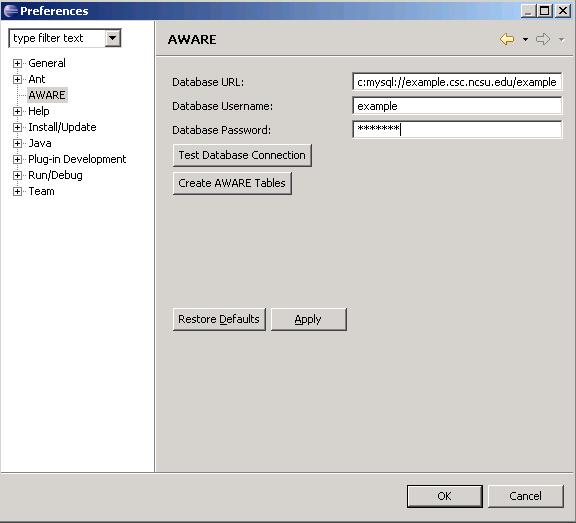 Preferences
type filter text
General
Ant
AWARE
Help
Install/Update
Java
Plug-in Development
Run/Debug
Team
AWARE
Database URL: c:mysql://example.csc.ncsu.edu/example
Database Username: example
Database Password: *******
Test Database Connection
Create AWARE Tables
Restore Defaults Apply
OK Cancel